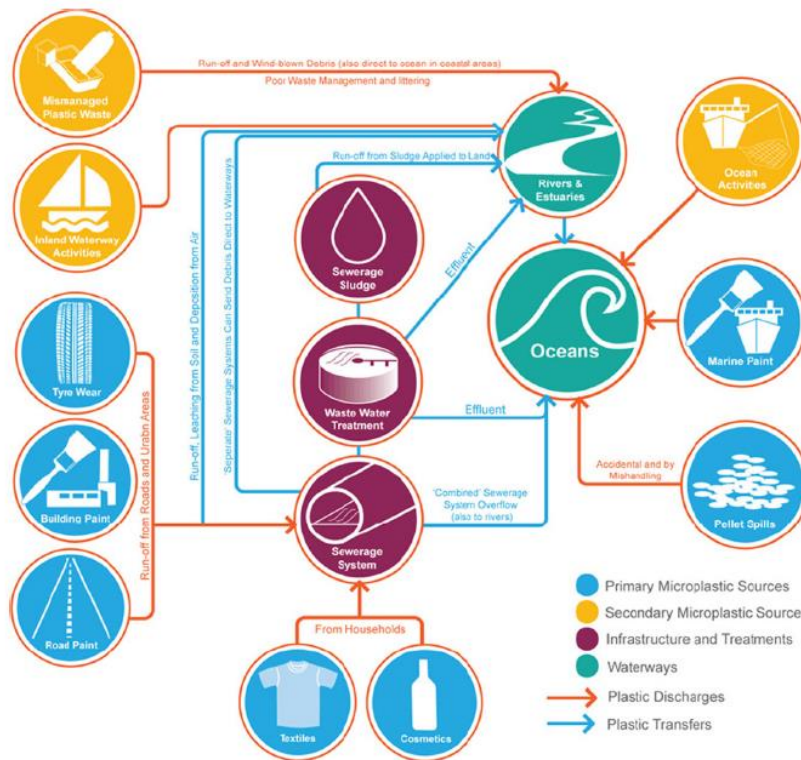 Run-off and Wind-blown Debris (also direct to ocean in coastal areas)
Poor Waste Management and littering
Mismanaged
Plastic Waste
Inland Waterway
Activities
Run-off from Sludge Applied to Land
Rivers &
Estuaries
Ocean
Activities
Sewerage
Sludge
Effluent
Run-off, Leaching from Soil and Deposition from Air
Seperate' Sewerage Systems Can Send Debris Direct to Waterways
Oceans
Marine Paint
Tyre Wear
Waste Water
Treatment
Effluent
Building Paint
Run-off from Roads and Urabn Areas
Accidental and by
Mishandling
'Combined' Sewerage
System Overflow
(also to rivers)
Pellet Spills
Sewerage
System
Road Paint
From Households
Textiles
Cosmetics
Primary Microplastic Sources
Secondary Microplastic Source
Infrastructure and Treatments
Waterways
Plastic Discharges
Plastic Transfers